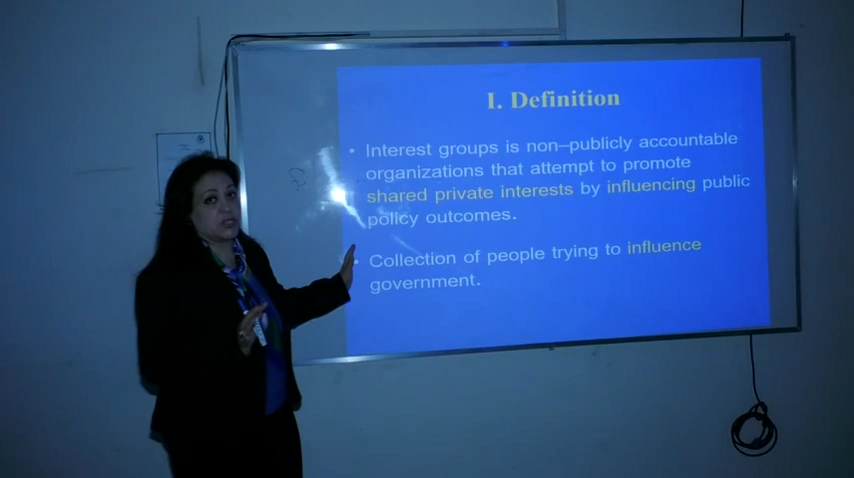 I. Definition
• Interest groups is non–publicly accountable
organizations that attempt to promote
shared private interests by influencing public
policy outcomes.
• Collection of people trying to influence
government.